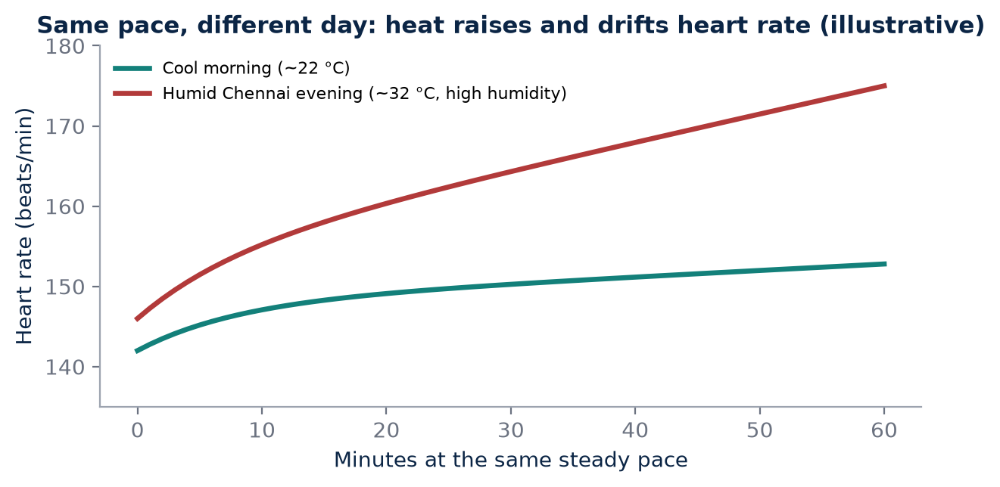 Same pace, different day: heat raises and drifts heart rate (illustrative)
Cool morning (~22 °C)
Humid Chennai evening (~32 °C, high humidity)
Heart rate (beats/min)
180
170
160
150
140
0 10 20 30 40 50 60
Minutes at the same steady pace